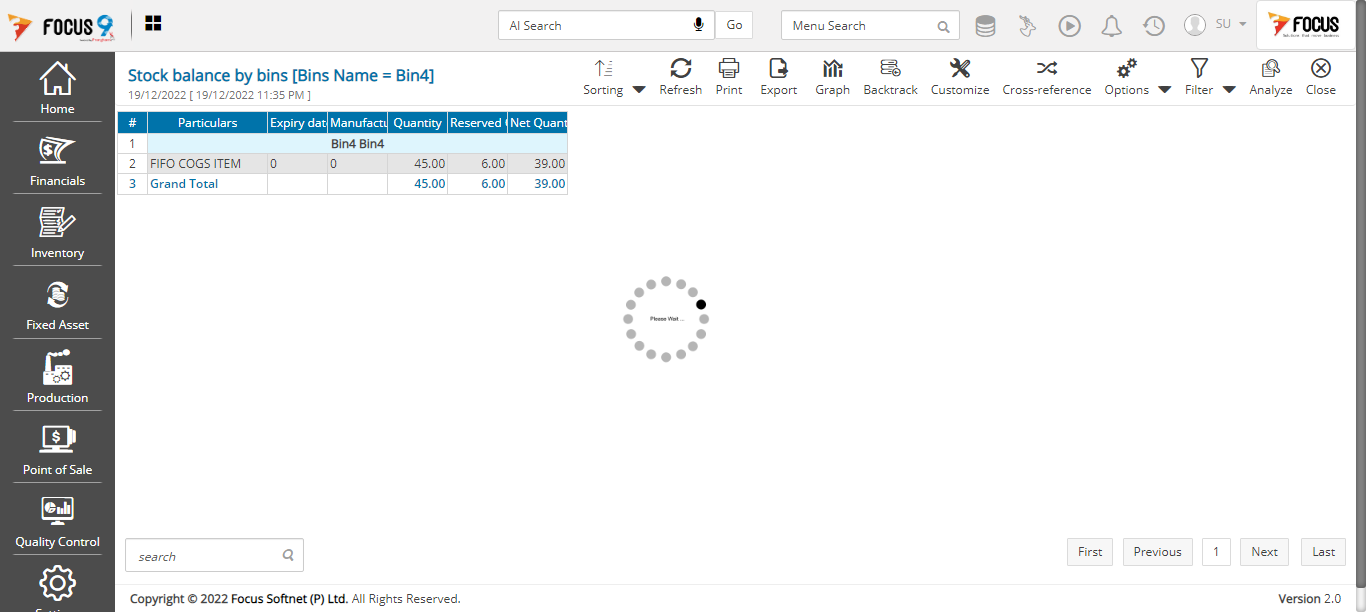 FOCUS 9
AI Search
Go
Menu Search
SU
FOCUS
Home
Financials
Inventory
Fixed Asset
Production
Point of Sale
Quality Control
Stock balance by bins [Bins Name = Bin4]
19/12/2022 [ 19/12/2022 11:35 PM ]
Sorting Refresh Print Export Graph Backtrack Customize Cross-reference Options Filter Analyze Close
# Particulars Expiry dat Manufactu Quantity Reserved Net Quant
1 Bin4 Bin4
2 FIFO COGS ITEM 0 0 45.00 6.00 39.00
3 Grand Total 45.00 6.00 39.00
Please Wait ...
search
First Previous 1 Next Last
Copyright © 2022 Focus Softnet (P) Ltd. All Rights Reserved.
Version 2.0